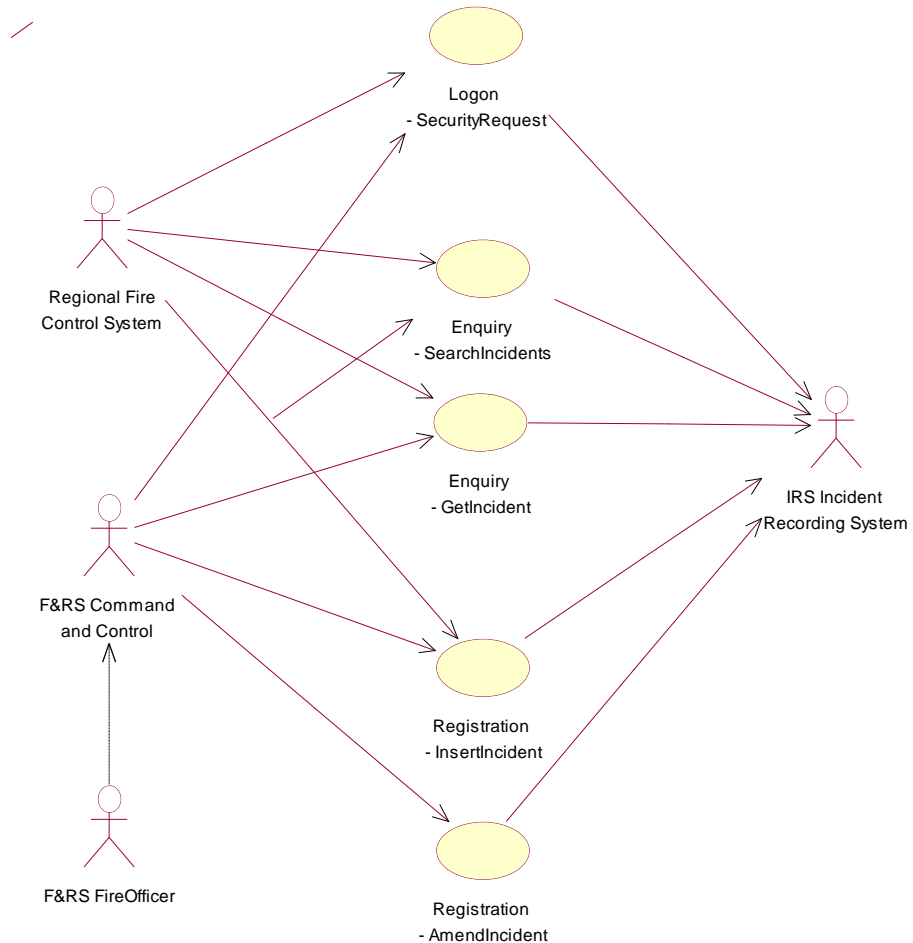 Logon
- SecurityRequest
Regional Fire
Control System
Enquiry
- SearchIncidents
Enquiry
- GetIncident
IRS Incident
Recording System
F&RS Command
and Control
Registration
- InsertIncident
F&RS FireOfficer
Registration
- AmendIncident